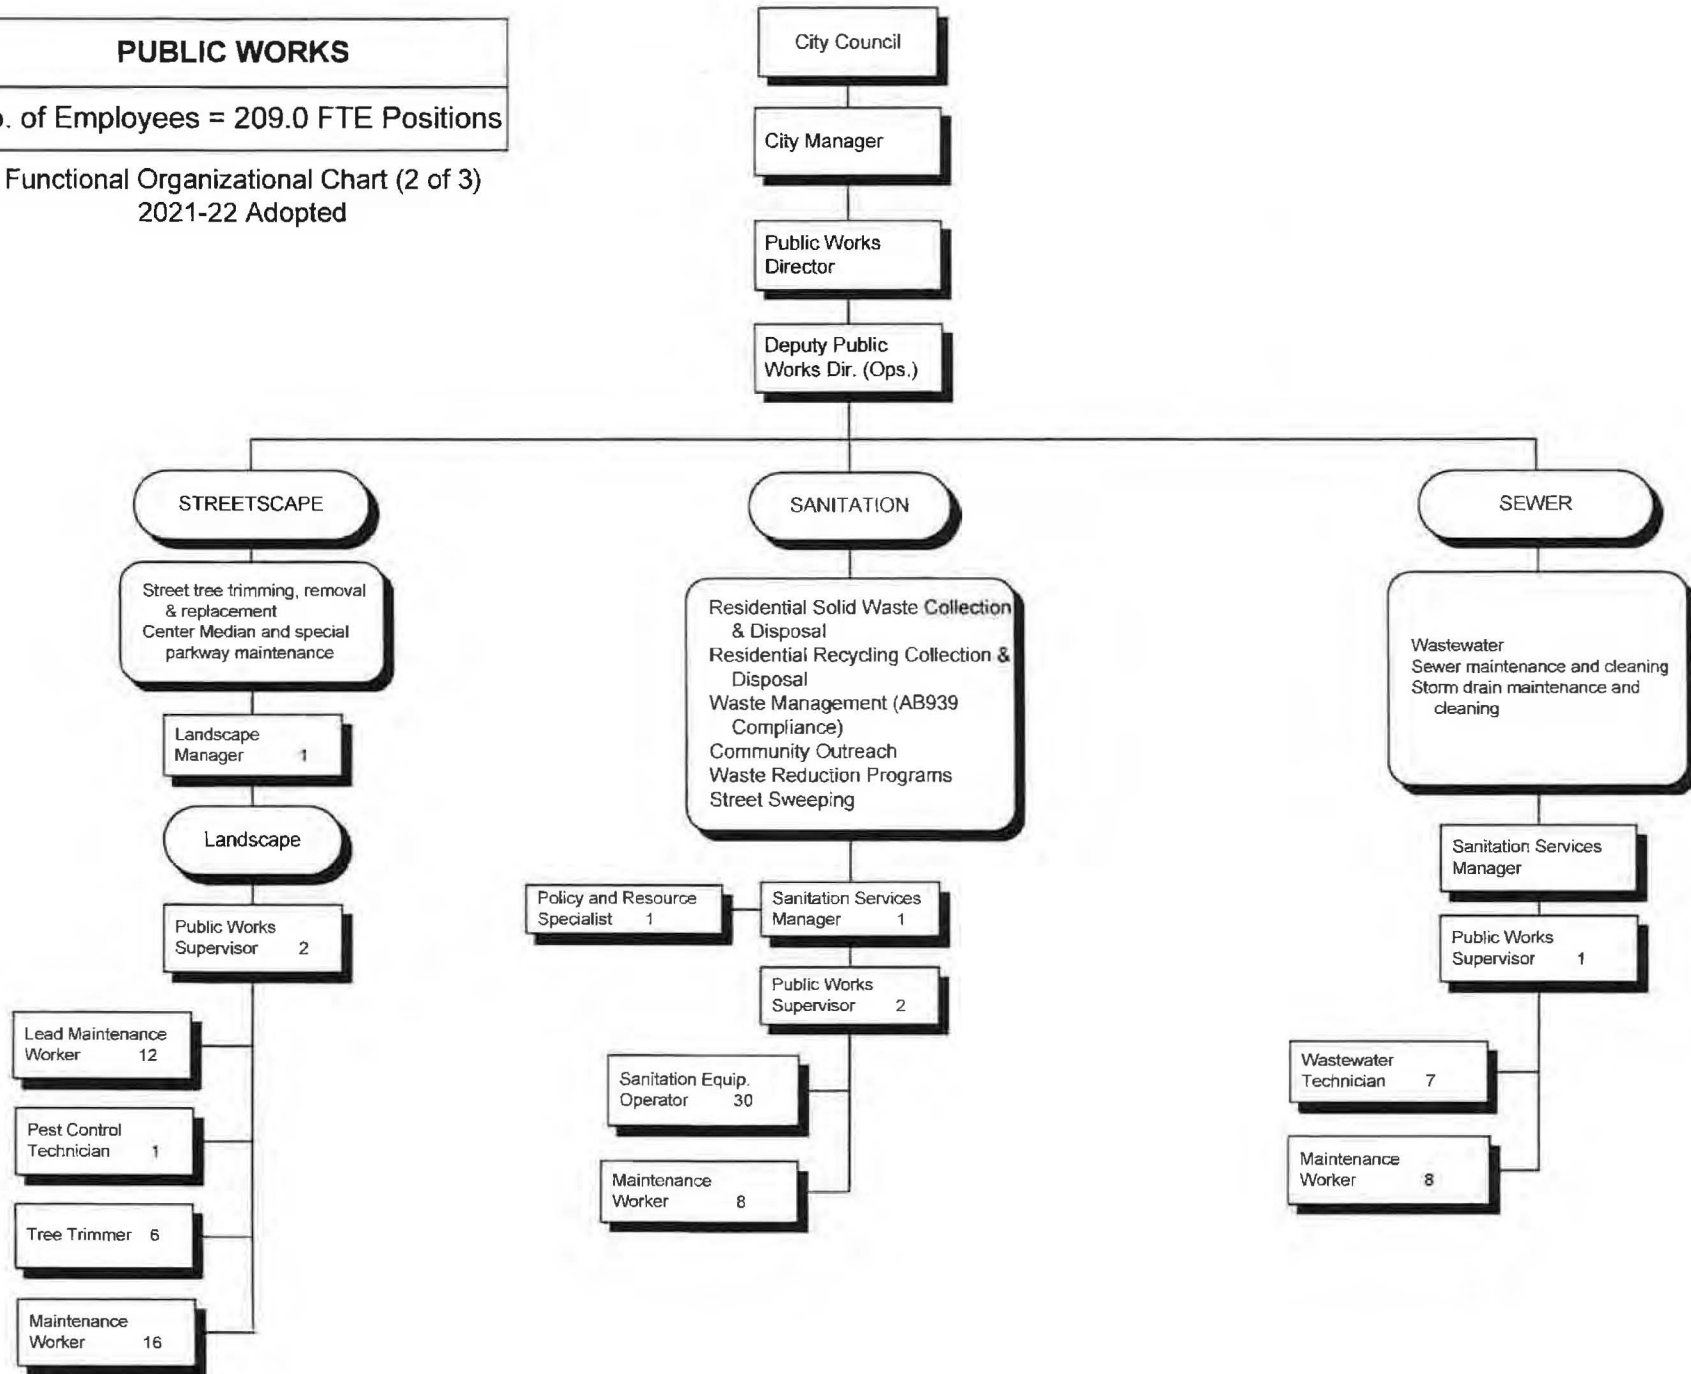 PUBLIC WORKS
. of Employees = 209.0 FTE Positions
Functional Organizational Chart (2 of 3)
2021-22 Adopted
City Council
City Manager
Public Works
Director
Deputy Public
Works Dir. (Ops.)
STREETSCAPE
Street tree trimming, removal
& replacement
Center Median and special
parkway maintenance
Landscape
Manager 1
Landscape
Public Works
Supervisor 2
Lead Maintenance
Worker 12
Pest Control
Technician 1
Tree Trimmer 6
Maintenance
Worker 16
SANITATION
Residential Solid Waste Collection
& Disposal
Residential Recycling Collection &
Disposal
Waste Management (AB939
Compliance)
Community Outreach
Waste Reduction Programs
Street Sweeping
Policy and Resource
Specialist 1
Sanitation Services
Manager 1
Public Works
Supervisor 2
Sanitation Equip.
Operator 30
Maintenance
Worker 8
SEWER
Wastewater
Sewer maintenance and cleaning
Storm drain maintenance and
cleaning
Sanitation Services
Manager
Public Works
Supervisor 1
Wastewater
Technician 7
Maintenance
Worker 8